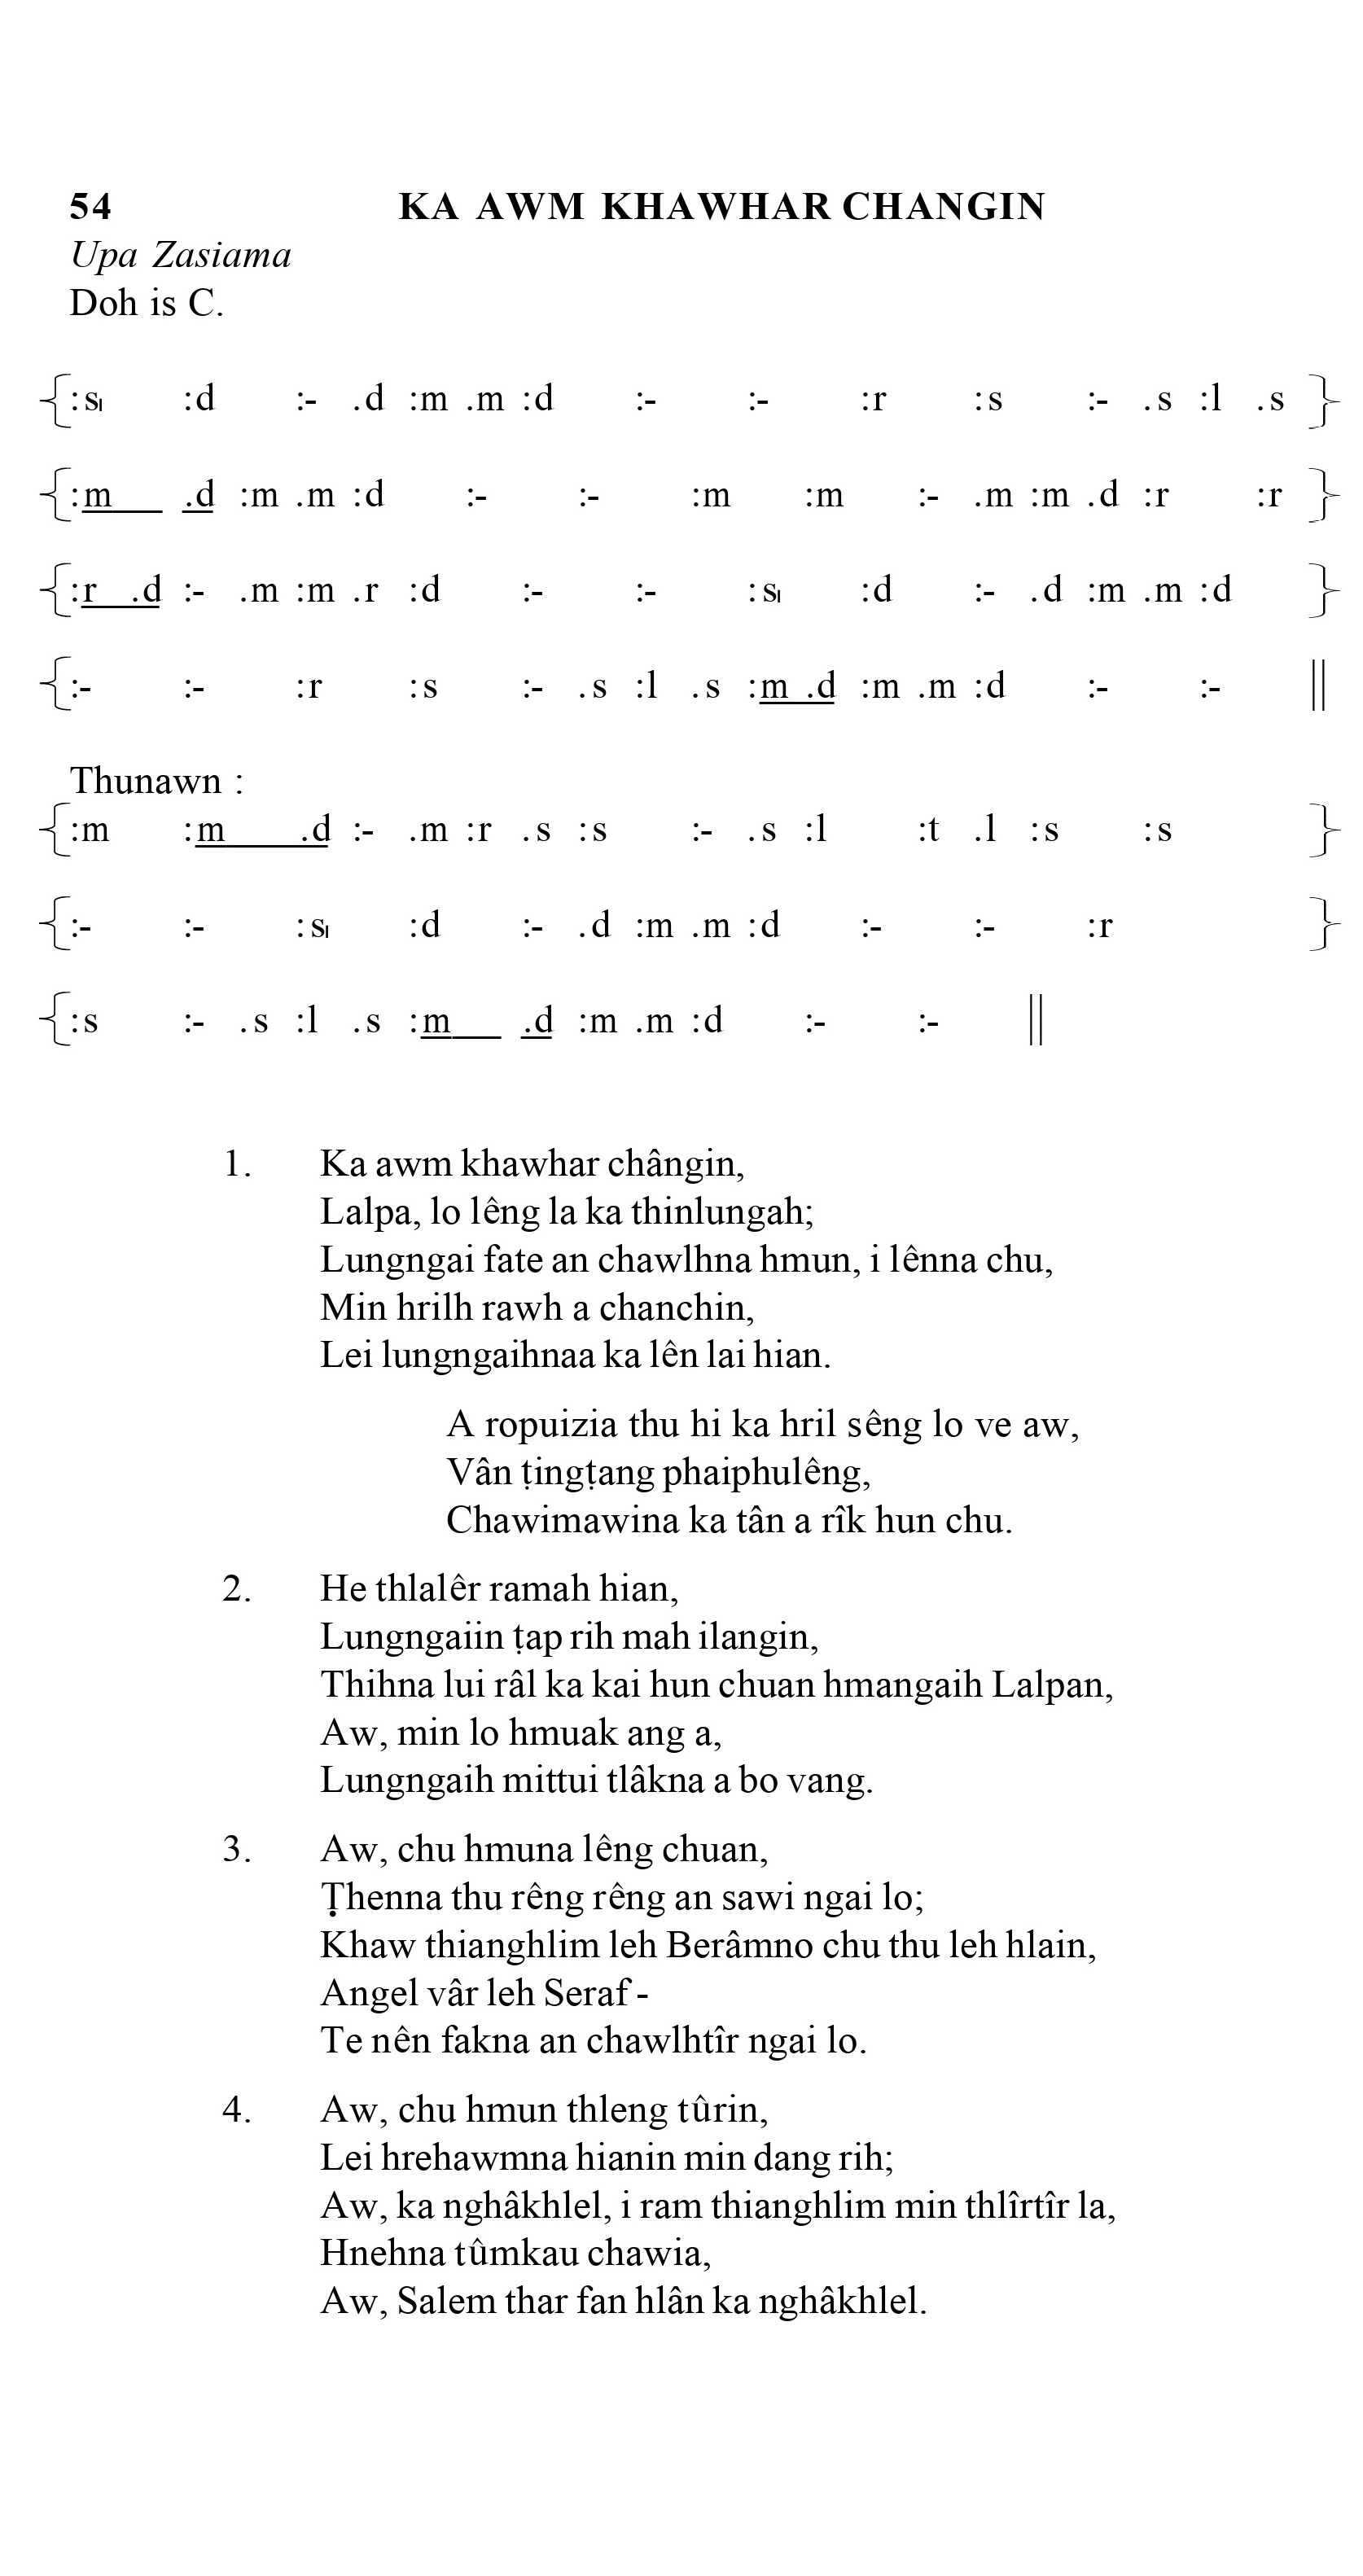 54 KA AWM KHAWHAR CHANGIN
Upa Zasiama
Doh is C.
{:s₁ :d :- .d :m .m :d :- :- :r :s :- .s :l .s }
{:m .d :m .m :d :- :- :m :m :- .m :m .d :r :r }
{:r .d :- .m :m .r :d :- :- :s₁ :d :- .d :m .m :d }
{:- :- :r :s :- .s :l .s :m .d :m .m :d :- :- ||
Thunawn :
{:m :m .d :- .m :r .s :s :- .s :l :t .l :s :s }
{:- :- :s₁ :d :- .d :m .m :d :- :- :r }
{:s :- .s :l .s :m .d :m .m :d :- :- ||
1. Ka awm khawhar chângin,
Lalpa, lo lêng la ka thinlungah;
Lungngai fate an chawlhna hmun, i lênna chu,
Min hrilh rawh a chanchin,
Lei lungngaihnaa ka lên lai hian.
A ropuizia thu hi ka hril sêng lo ve aw,
Vân ṭingṭang phaiphulêng,
Chawimawina ka tân a rîk hun chu.
2. He thlalêr ramah hian,
Lungngaiin ṭap rih mah ilangin,
Thihna lui râl ka kai hun chuan hmangaih Lalpan,
Aw, min lo hmuak ang a,
Lungngaih mittui tlâkna a bo vang.
3. Aw, chu hmuna lêng chuan,
Ṭhenna thu rêng rêng an sawi ngai lo;
Khaw thianghlim leh Berâmno chu thu leh hlain,
Angel vâr leh Seraf -
Te nên fakna an chawlhtîr ngai lo.
4. Aw, chu hmun thleng tûrin,
Lei hrehawmna hianin min dang rih;
Aw, ka nghâkhlel, i ram thianghlim min thlîrtîr la,
Hnehna tûmkau chawia,
Aw, Salem thar fan hlân ka nghâkhlel.